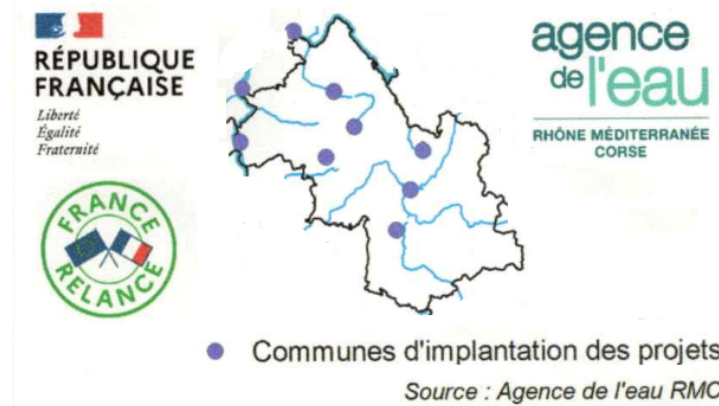 RÉPUBLIQUE
FRANÇAISE
Liberté
Égalité
Fraternité
agence
de l'eau
RHÔNE MÉDITERRANÉE
CORSE
FRANCE
RELANCE
Communes d'implantation des projets
Source : Agence de l'eau RMC